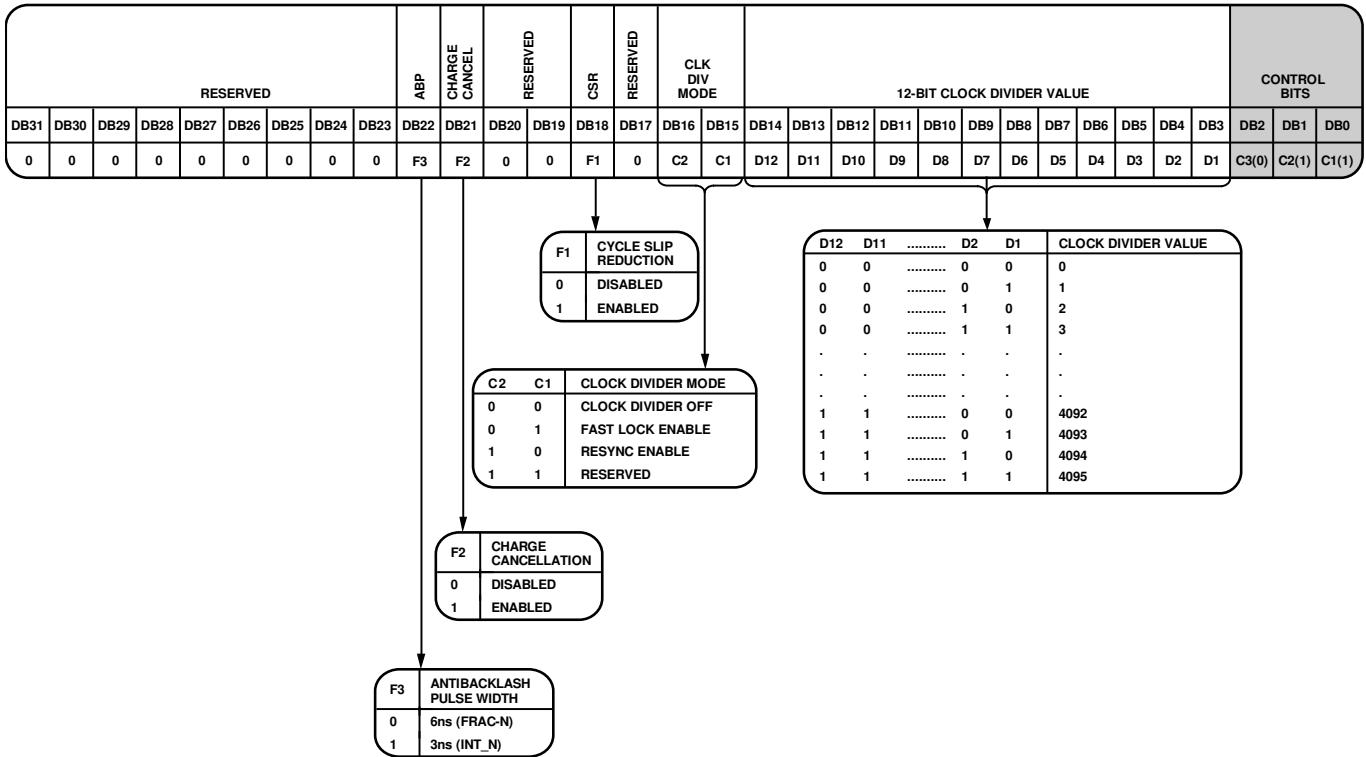 RESERVED
ABP
CHARGE CANCEL
RESERVED
CSR
RESERVED
CLK DIV MODE
12-BIT CLOCK DIVIDER VALUE
CONTROL BITS
DB31 DB30 DB29 DB28 DB27 DB26 DB25 DB24 DB23 DB22 DB21 DB20 DB19 DB18 DB17 DB16 DB15 DB14 DB13 DB12 DB11 DB10 DB9 DB8 DB7 DB6 DB5 DB4 DB3 DB2 DB1 DB0
0 0 0 0 0 0 0 0 0 F3 F2 0 0 F1 0 C2 C1 D12 D11 D10 D9 D8 D7 D6 D5 D4 D3 D2 D1 C3(0) C2(1) C1(1)
F1 CYCLE SLIP REDUCTION
0 DISABLED
1 ENABLED
D12 D11 .......... D2 D1 CLOCK DIVIDER VALUE
0 0 .......... 0 0 0
0 0 .......... 0 1 1
0 0 .......... 1 0 2
0 0 .......... 1 1 3
. . .......... . . .
. . .......... . . .
. . .......... . . .
1 1 .......... 0 0 4092
1 1 .......... 0 1 4093
1 1 .......... 1 0 4094
1 1 .......... 1 1 4095
C2 C1 CLOCK DIVIDER MODE
0 0 CLOCK DIVIDER OFF
0 1 FAST LOCK ENABLE
1 0 RESYNC ENABLE
1 1 RESERVED
F2 CHARGE CANCELLATION
0 DISABLED
1 ENABLED
F3 ANTIBACKLASH PULSE WIDTH
0 6ns (FRAC-N)
1 3ns (INT_N)